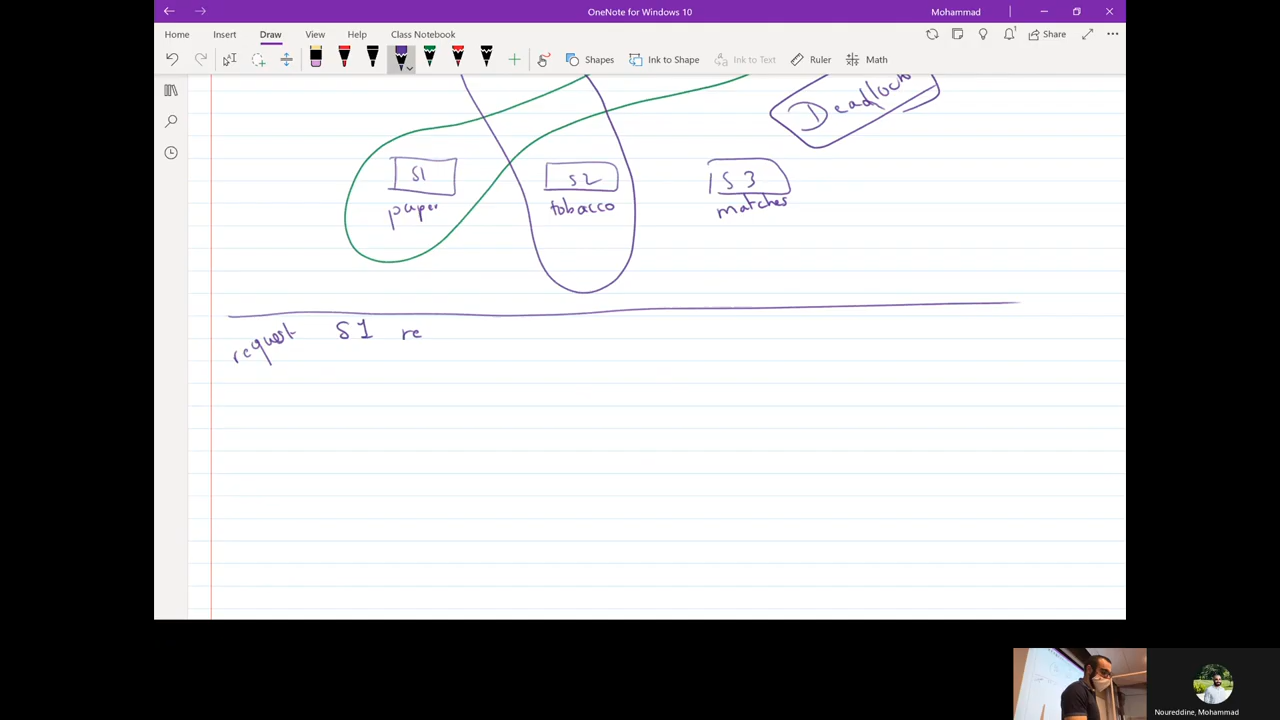 OneNote for Windows 10
Mohammad
Home Insert Draw View Help Class Notebook
Share
Shapes Ink to Shape Ink to Text Ruler Math
Deadlock
S1 S2 S3
paper tobacco matches
request S1 re
Noureddine, Mohammad